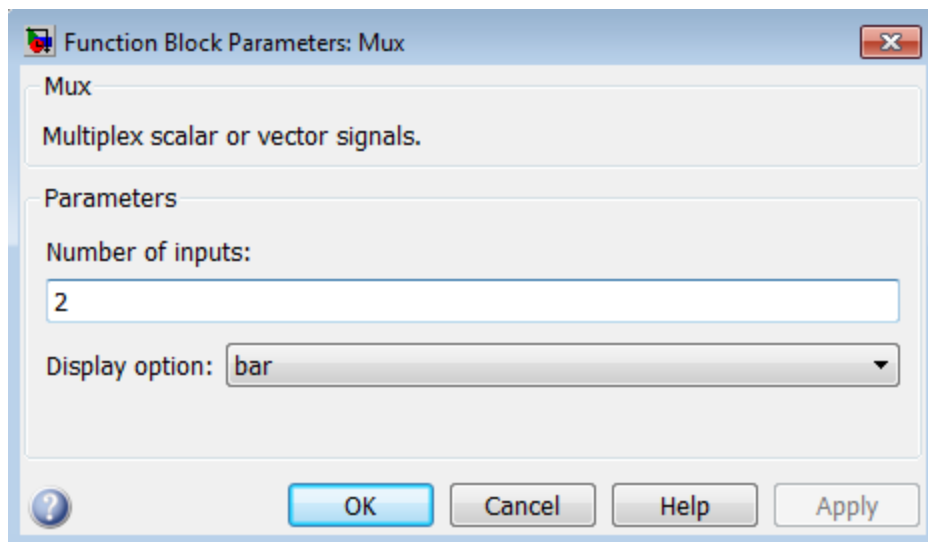 Function Block Parameters: Mux
Mux
Multiplex scalar or vector signals.
Parameters
Number of inputs:
2
Display option: bar
OK Cancel Help Apply